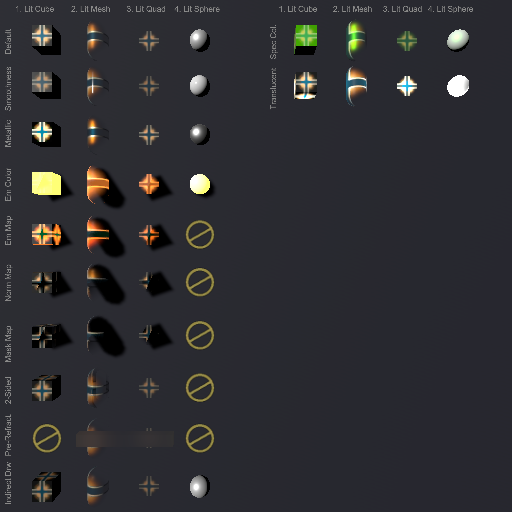 1. Lit Cube 2. Lit Mesh 3. Lit Quad 4. Lit Sphere
Default
Smoothness
Metallic
Em Color
Em Map
Norm Map
Mask Map
2-Sided
Pre-Refract.
Indirect Drw
1. Lit Cube 2. Lit Mesh 3. Lit Quad 4. Lit Sphere
Spec Col.
Translucent